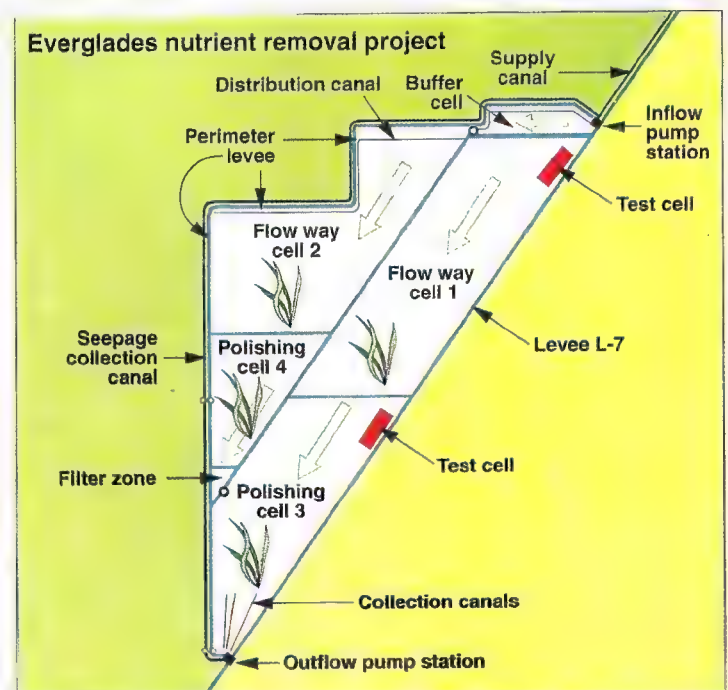 Everglades nutrient removal project
Supply
canal
Distribution canal
Buffer
cell
Inflow
pump
station
Perimeter
levee
Test cell
Flow way
cell 2
Flow way
cell 1
Seepage
collection
canal
Polishing
cell 4
Levee L-7
Filter zone
Test cell
Polishing
cell 3
Collection canals
Outflow pump station